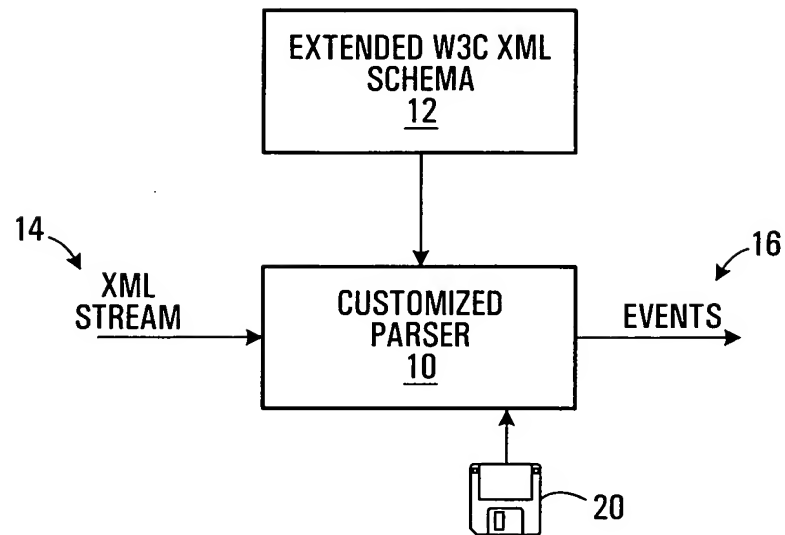 EXTENDED W3C XML
SCHEMA
12
14
XML
STREAM
CUSTOMIZED
PARSER
10
16
EVENTS
20